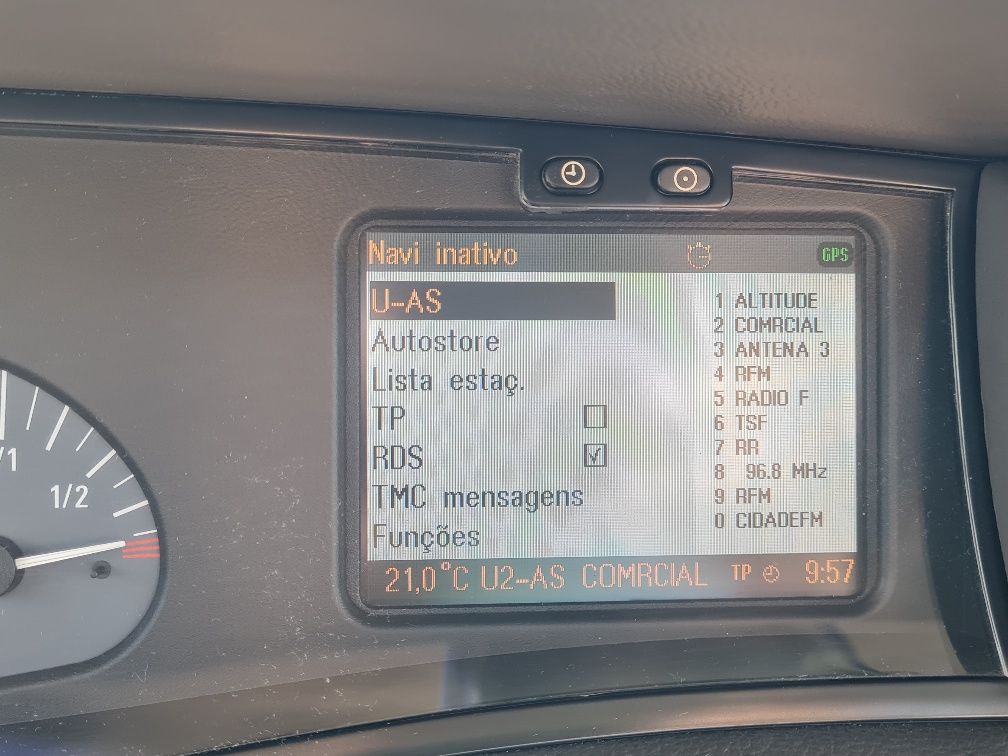 Navi inativo
GPS
U-AS
Autostore
Lista estaç.
TP
RDS
TMC mensagens
Funções
1 ALTITUDE
2 COMRCIAL
3 ANTENA 3
4 RFM
5 RADIO F
6 TSF
7 RR
8 96.8 MHz
9 RFM
0 CIDADEFM
21,0°C U2-AS COMRCIAL TP 9:57
/1
1/2